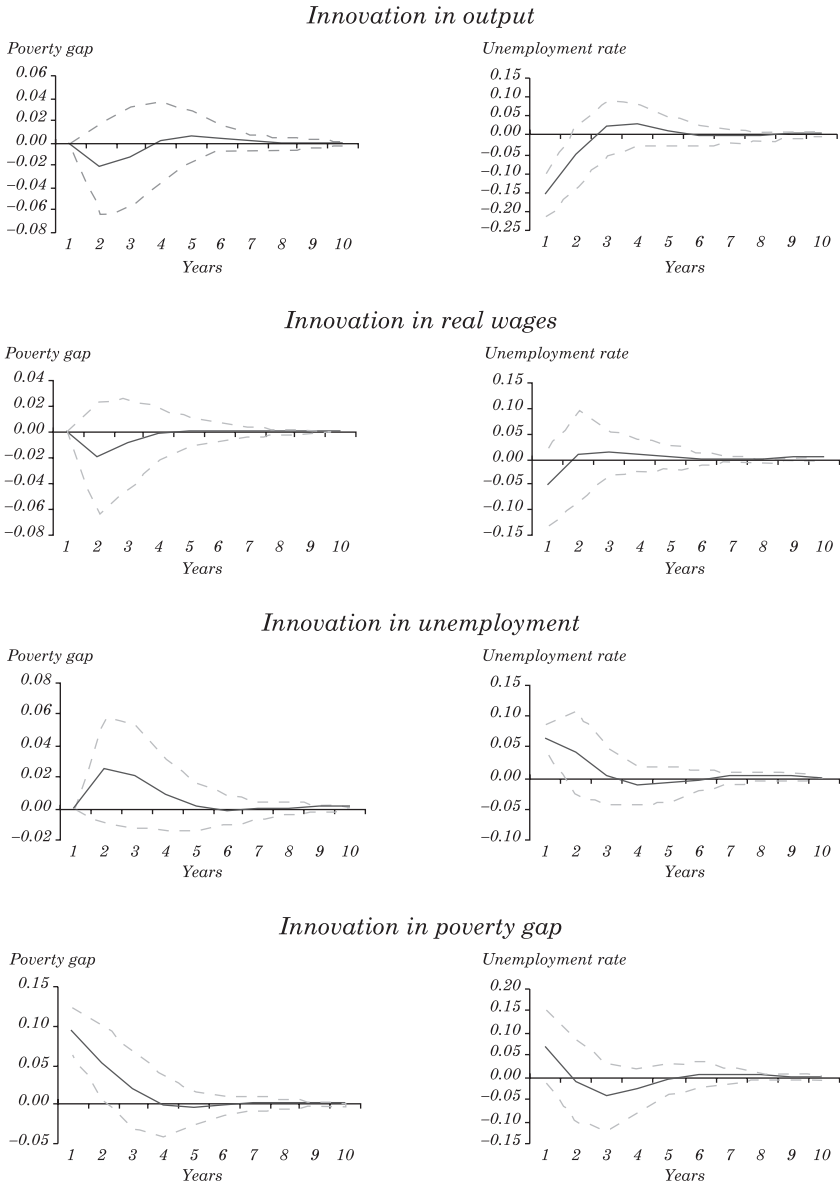 Innovation in output
Poverty gap
Unemployment rate
0.06
0.04
0.02
0.00
–0.02
–0.04
–0.06
–0.08
1 2 3 4 5 6 7 8 9 10
Years
0.15
0.10
0.05
0.00
–0.05
–0.10
–0.15
–0.20
–0.25
1 2 3 4 5 6 7 8 9 10
Years
Innovation in real wages
Poverty gap
Unemployment rate
0.04
0.02
0.00
–0.02
–0.04
–0.06
–0.08
1 2 3 4 5 6 7 8 9 10
Years
0.15
0.10
0.05
0.00
–0.05
–0.10
–0.15
1 2 3 4 5 6 7 8 9 10
Years
Innovation in unemployment
Poverty gap
Unemployment rate
0.08
0.06
0.04
0.02
0.00
–0.02
1 2 3 4 5 6 7 8 9 10
Years
0.15
0.10
0.05
0.00
–0.05
–0.10
1 2 3 4 5 6 7 8 9 10
Years
Innovation in poverty gap
Poverty gap
Unemployment rate
0.15
0.10
0.05
0.00
–0.05
1 2 3 4 5 6 7 8 9 10
Years
0.20
0.15
0.10
0.05
0.00
–0.05
–0.10
–0.15
1 2 3 4 5 6 7 8 9 10
Years